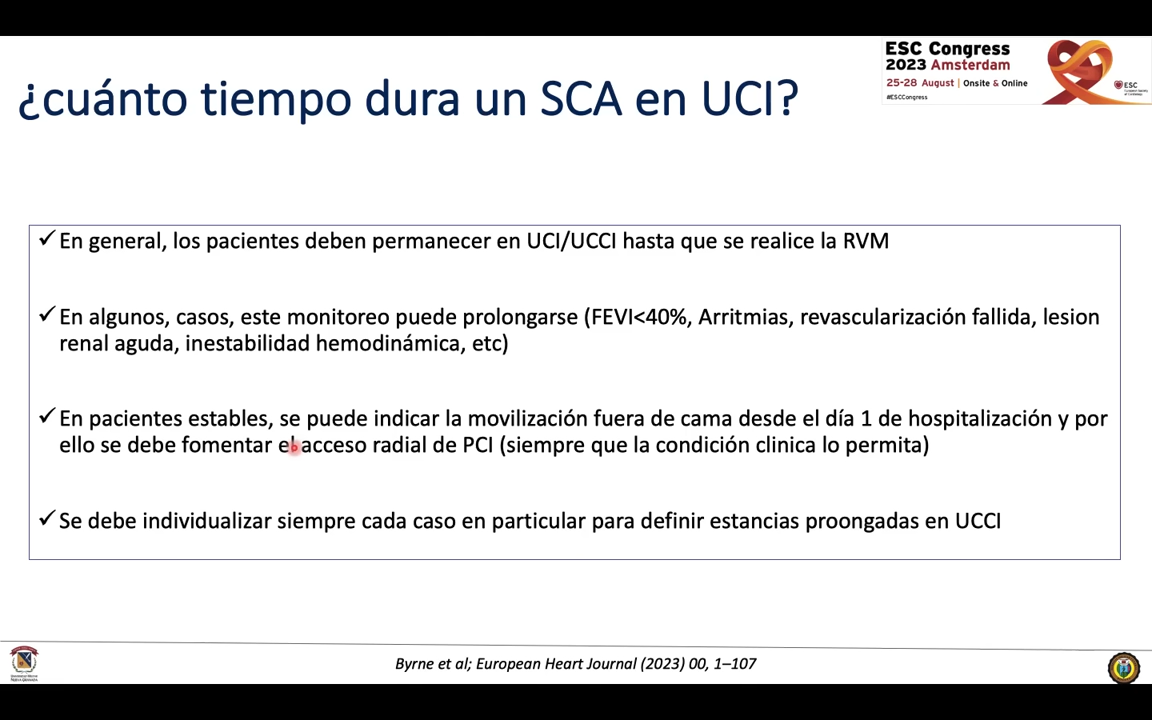 ESC Congress
2023 Amsterdam
25-28 August | Onsite & Online
#ESCCongress
ESC
¿cuánto tiempo dura un SCA en UCI?
✓ En general, los pacientes deben permanecer en UCI/UCCI hasta que se realice la RVM
✓ En algunos, casos, este monitoreo puede prolongarse (FEVI<40%, Arritmias, revascularización fallida, lesion
renal aguda, inestabilidad hemodinámica, etc)
✓ En pacientes estables, se puede indicar la movilización fuera de cama desde el día 1 de hospitalización y por
ello se debe fomentar el acceso radial de PCI (siempre que la condición clinica lo permita)
✓ Se debe individualizar siempre cada caso en particular para definir estancias proongadas en UCCI
Byrne et al; European Heart Journal (2023) 00, 1–107